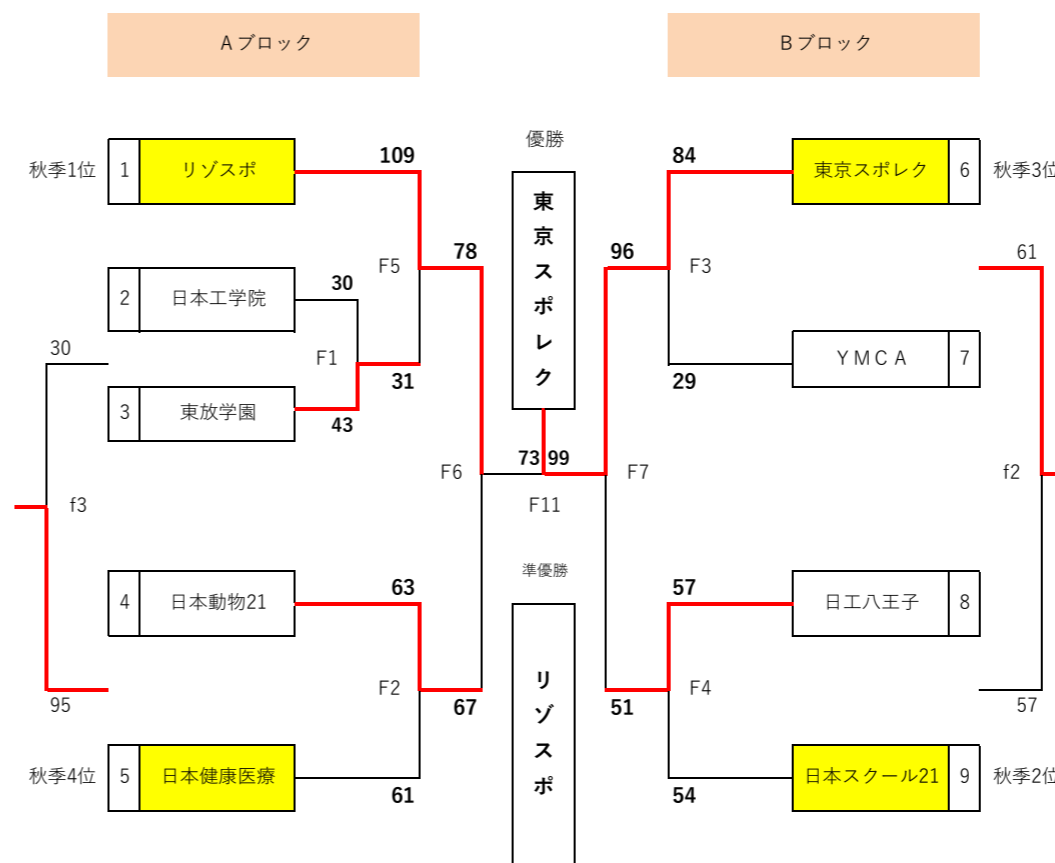 Aブロック
Bブロック
優勝
秋季1位
1
リゾスポ
109
84
東京スポレク
6
秋季3位
東京スポレク
78
96
61
F5
F3
2
日本工学院
30
30
F1
YMCA
7
31
29
3
東放学園
43
73
99
F6
F7
f2
f3
F11
準優勝
4
日本動物21
63
57
日工八王子
8
リゾスポ
F2
F4
95
67
51
57
秋季4位
5
日本健康医療
61
54
日本スクール21
9
秋季2位